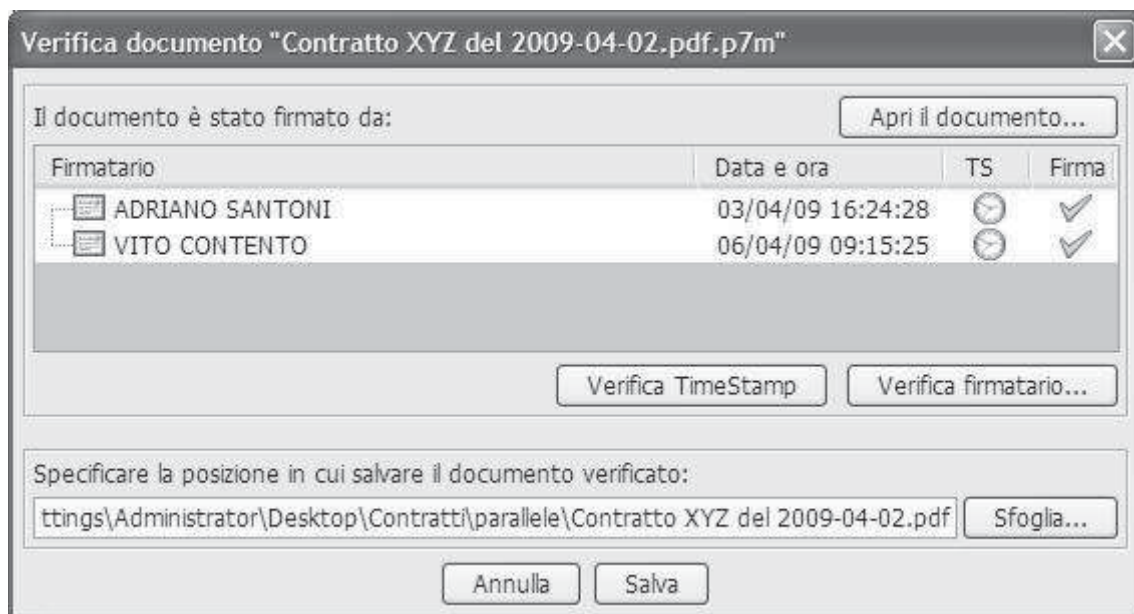 Verifica documento "Contratto XYZ del 2009-04-02.pdf.p7m"
Il documento è stato firmato da:
Apri il documento...
Firmatario Data e ora TS Firma
ADRIANO SANTONI 03/04/09 16:24:28
VITO CONTENTO 06/04/09 09:15:25
Verifica TimeStamp Verifica firmatario...
Specificare la posizione in cui salvare il documento verificato:
ttings\Administrator\Desktop\Contratti\parallele\Contratto XYZ del 2009-04-02.pdf Sfoglia...
Annulla Salva